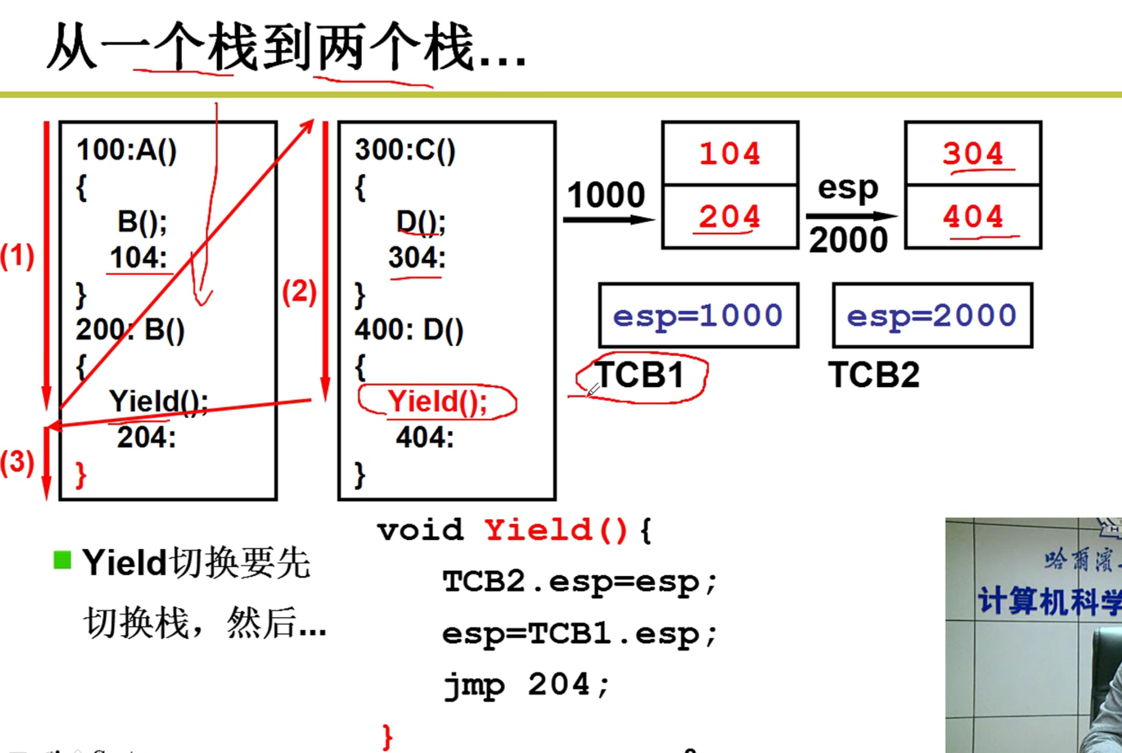 从一个栈到两个栈...
100:A()
{
B();
104:
}
200: B()
{
Yield();
204:
}
(1)
(3)
300:C()
{
D();
304:
}
400: D()
{
Yield();
404:
}
(2)
1000
104
204
esp
2000
304
404
esp=1000
TCB1
esp=2000
TCB2
Yield切换要先
切换栈，然后...
void Yield(){
TCB2.esp=esp;
esp=TCB1.esp;
jmp 204;
}
哈爾濱
计算机科学